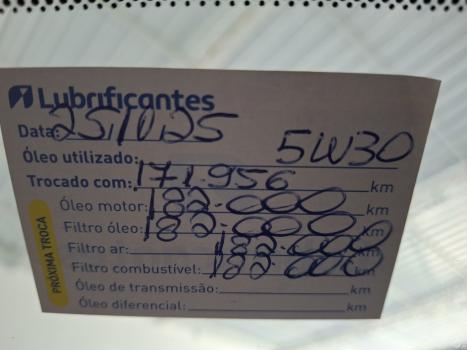 Lubrificantes
Data: 25.10.25
Óleo utilizado: 5W30
Trocado com: 171.956 km
PRÓXIMA TROCA
Óleo motor: 182.000 km
Filtro óleo: 182.000 km
Filtro ar: 182.000 km
Filtro combustível: 182.000 km
Óleo de transmissão: km
Óleo diferencial: km